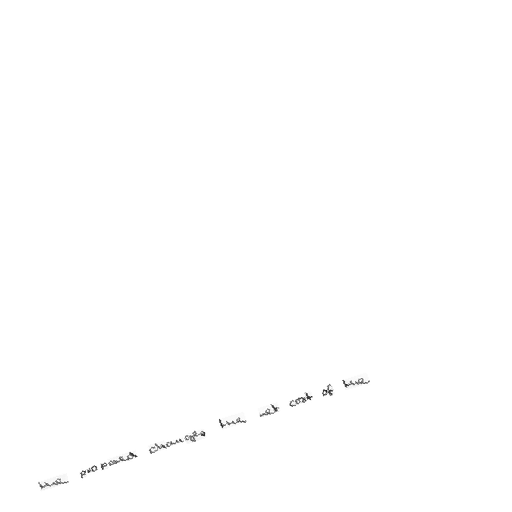 the proposed changes the net cost of the